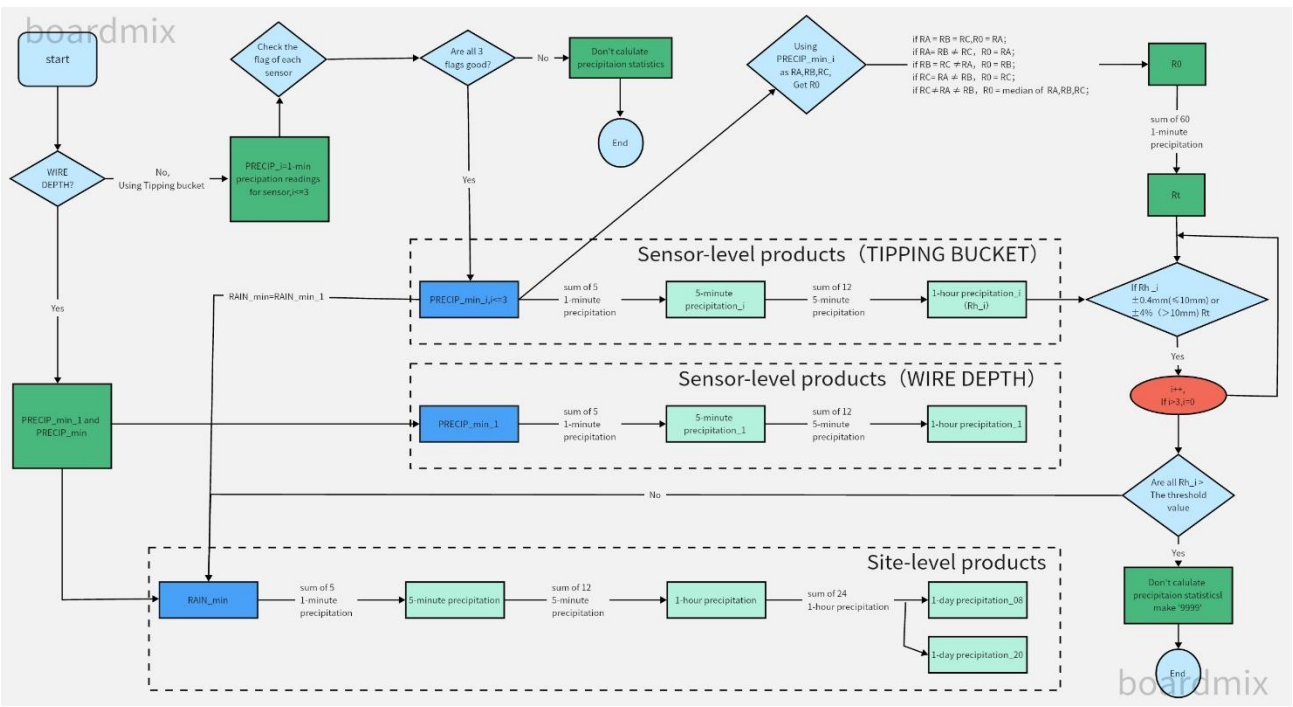 boardmix
start
Check the
flag of each
sensor
Are all 3
flags good?
No
Don't calulate
precipitaion statistics
End
Using
PRECIP_min_i
as RA,RB,RC,
Get R0
if RA = RB = RC,R0 = RA;
if RA= RB ≠ RC, R0 = RA;
if RB = RC ≠RA, R0 = RB;
if RC= RA ≠ RB, R0 = RC;
if RC≠RA ≠ RB, R0 = median of RA,RB,RC;
R0
sum of 60
1-minute
precipitation
WIRE
DEPTH?
No,
Using Tipping bucket
PRECIP_i=1-min
precipation readings
for sensor,i<=3
Yes
Rt
Sensor-level products（TIPPING BUCKET）
RAIN_min=RAIN_min_1
PRECIP_min_i,i<=3
sum of 5
1-minute
precipitation
5-minute
precipitation_i
sum of 12
5-minute
precipitation
1-hour precipitation_i
(Rh_i)
If Rh_i
±0.4mm(≤10mm) or
±4%（＞10mm) Rt
Yes
Yes
i++,
If i>3,i=0
Sensor-level products（WIRE DEPTH）
PRECIP_min_1 and
PRECIP_min
PRECIP_min_1
sum of 5
1-minute
precipitation
5-minute
precipitation_1
sum of 12
5-minute
precipitation
1-hour precipitation_1
Are all Rh_i >
The threshold
value
No
Yes
Site-level products
RAIN_min
sum of 5
1-minute
precipitation
5-minute precipitation
sum of 12
5-minute
precipitation
1-hour precipitation
sum of 24
1-hour precipitation
1-day precipitation_08
1-day precipitation_20
Don't calulate
precipitaion statisticsl
make '9999'
End
boardmix